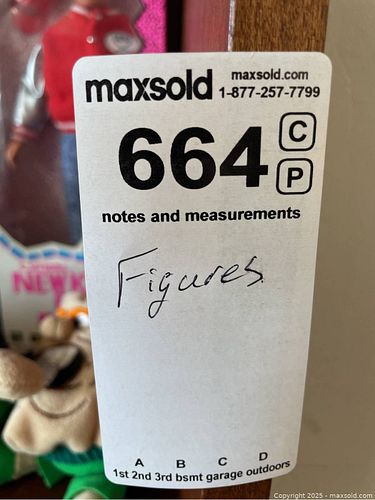 maxsold maxsold.com
1-877-257-7799
664 C
P
notes and measurements
Figures
A B C D
1st 2nd 3rd bsmt garage outdoors
NEW K
Copyright 2025 - maxsold.com